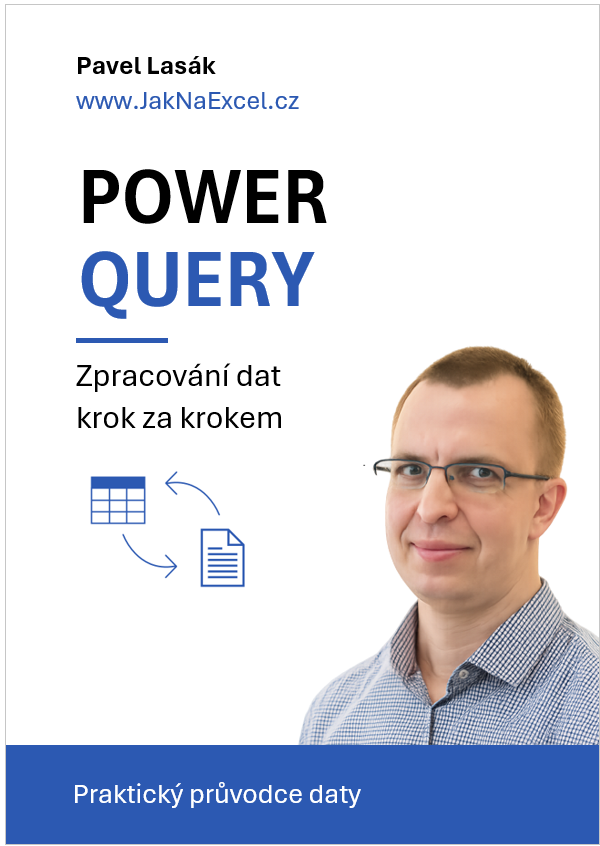 Pavel Lasák
www.JakNaExcel.cz
POWER
QUERY
Zpracování dat
krok za krokem
Praktický průvodce daty